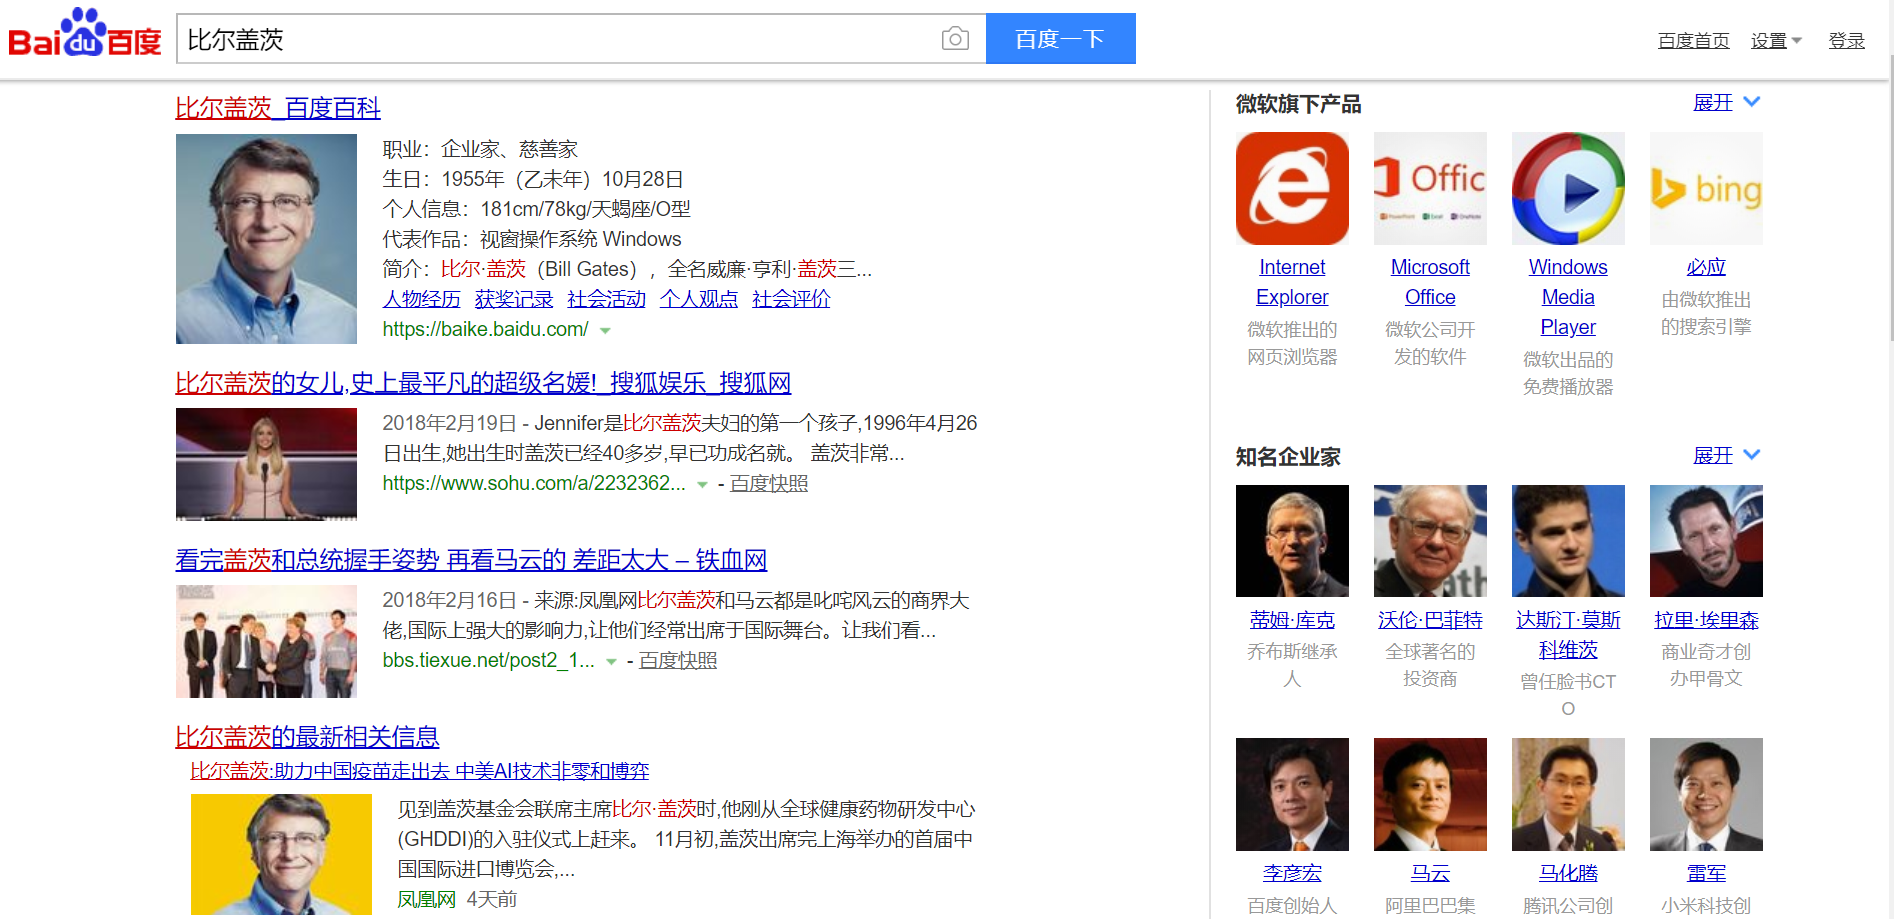 Bai du 百度
比尔盖茨
百度一下
百度首页 设置 登录
比尔盖茨_百度百科
职业：企业家、慈善家
生日：1955年（乙未年）10月28日
个人信息：181cm/78kg/天蝎座/O型
代表作品：视窗操作系统 Windows
简介：比尔·盖茨（Bill Gates），全名威廉·亨利·盖茨三...
人物经历 获奖记录 社会活动 个人观点 社会评价
https://baike.baidu.com/
比尔盖茨的女儿,史上最平凡的超级名媛!_搜狐娱乐_搜狐网
2018年2月19日 - Jennifer是比尔盖茨夫妇的第一个孩子,1996年4月26
日出生,她出生时盖茨已经40多岁,早已功成名就。 盖茨非常...
https://www.sohu.com/a/2232362... - 百度快照
看完盖茨和总统握手姿势 再看马云的 差距太大 – 铁血网
2018年2月16日 - 来源:凤凰网比尔盖茨和马云都是叱咤风云的商界大
佬,国际上强大的影响力,让他们经常出席于国际舞台。让我们看...
bbs.tiexue.net/post2_1... - 百度快照
比尔盖茨的最新相关信息
比尔盖茨:助力中国疫苗走出去 中美AI技术非零和博弈
见到盖茨基金会联席主席比尔·盖茨时,他刚从全球健康药物研发中心
(GHDDI)的入驻仪式上赶来。 11月初,盖茨出席完上海举办的首届中
国国际进口博览会,...
凤凰网 4天前
微软旗下产品 展开
Offic
bing
Internet
Explorer
微软推出的
网页浏览器
Microsoft
Office
微软公司开
发的软件
Windows
Media
Player
微软出品的
免费播放器
必应
由微软推出
的搜索引擎
知名企业家 展开
蒂姆·库克
乔布斯继承
人
沃伦·巴菲特
全球著名的
投资商
达斯汀·莫斯
科维茨
曾任脸书CT
O
拉里·埃里森
商业奇才创
办甲骨文
李彦宏
百度创始人
马云
阿里巴巴集
马化腾
腾讯公司创
雷军
小米科技创